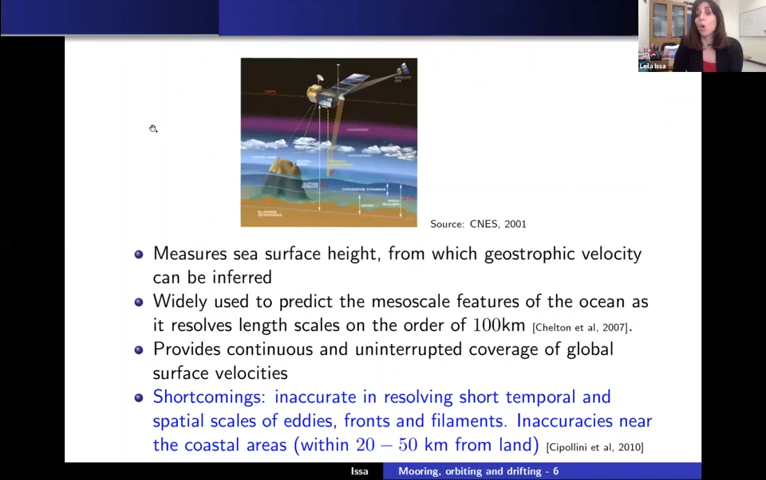 Leila Issa
Source: CNES, 2001
Measures sea surface height, from which geostrophic velocity
can be inferred
Widely used to predict the mesoscale features of the ocean as
it resolves length scales on the order of 100km [Chelton et al, 2007].
Provides continuous and uninterrupted coverage of global
surface velocities
Shortcomings: inaccurate in resolving short temporal and
spatial scales of eddies, fronts and filaments. Inaccuracies near
the coastal areas (within 20 − 50 km from land) [Cipollini et al, 2010]
Issa
Mooring, orbiting and drifting - 6